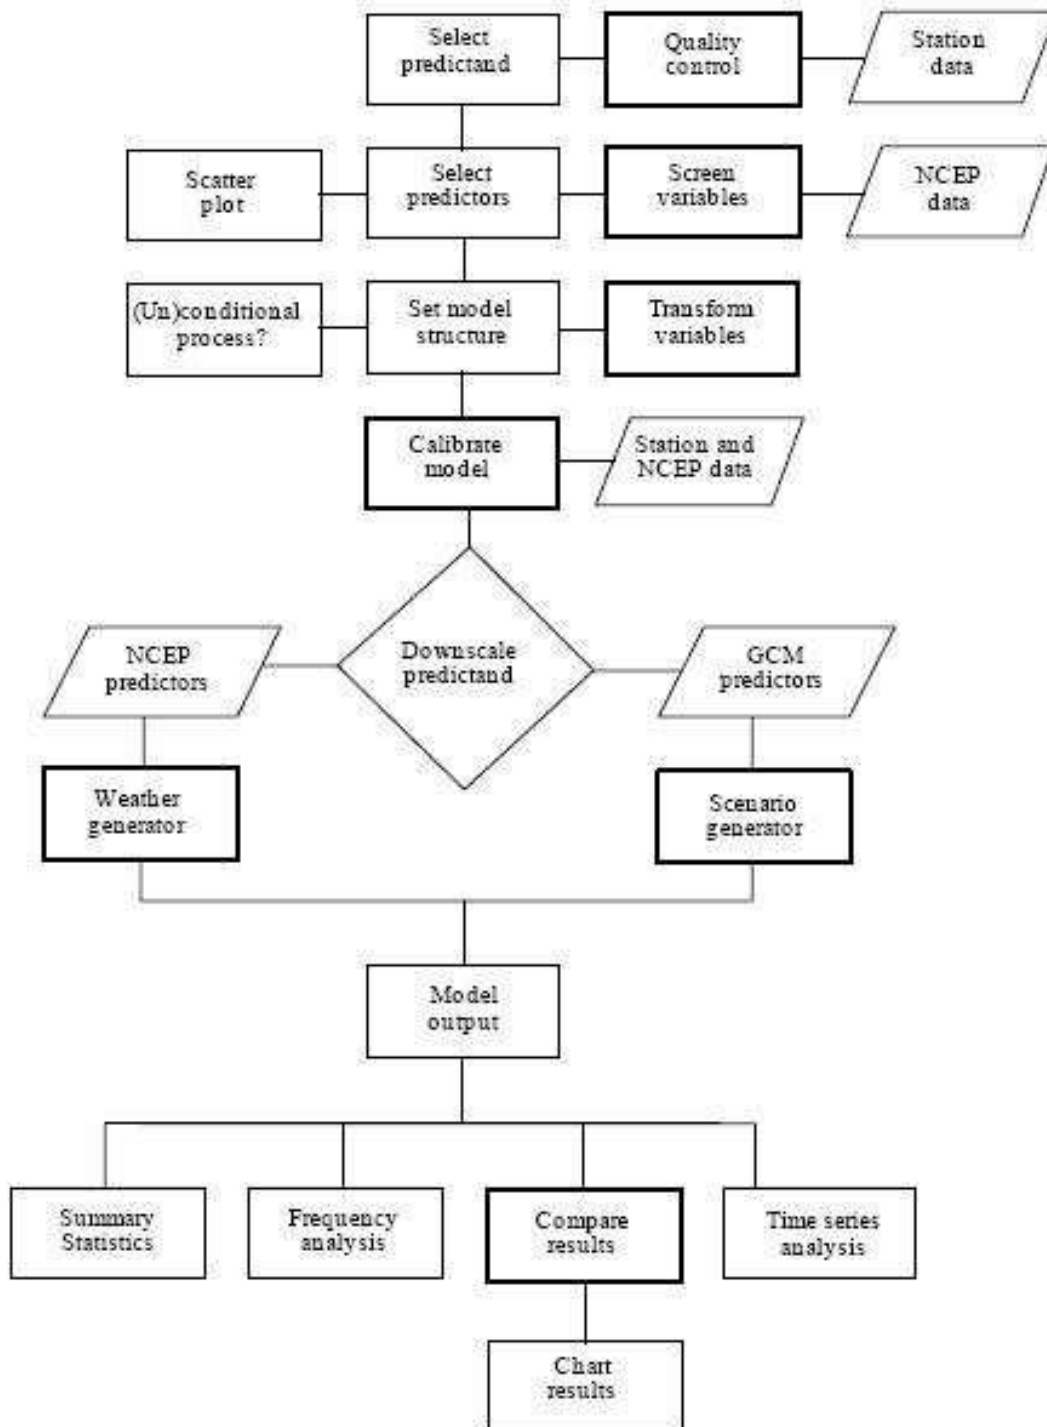 Select
predictand
Quality
control
Station
data
Scatter
plot
Select
predictors
Screen
variables
NCEP
data
(Un)conditional
process?
Set model
structure
Transform
variables
Calibrate
model
Station and
NCEP data
NCEP
predictors
Downscale
predictand
GCM
predictors
Weather
generator
Scenario
generator
Model
output
Summary
Statistics
Frequency
analysis
Compare
results
Time series
analysis
Chart
results